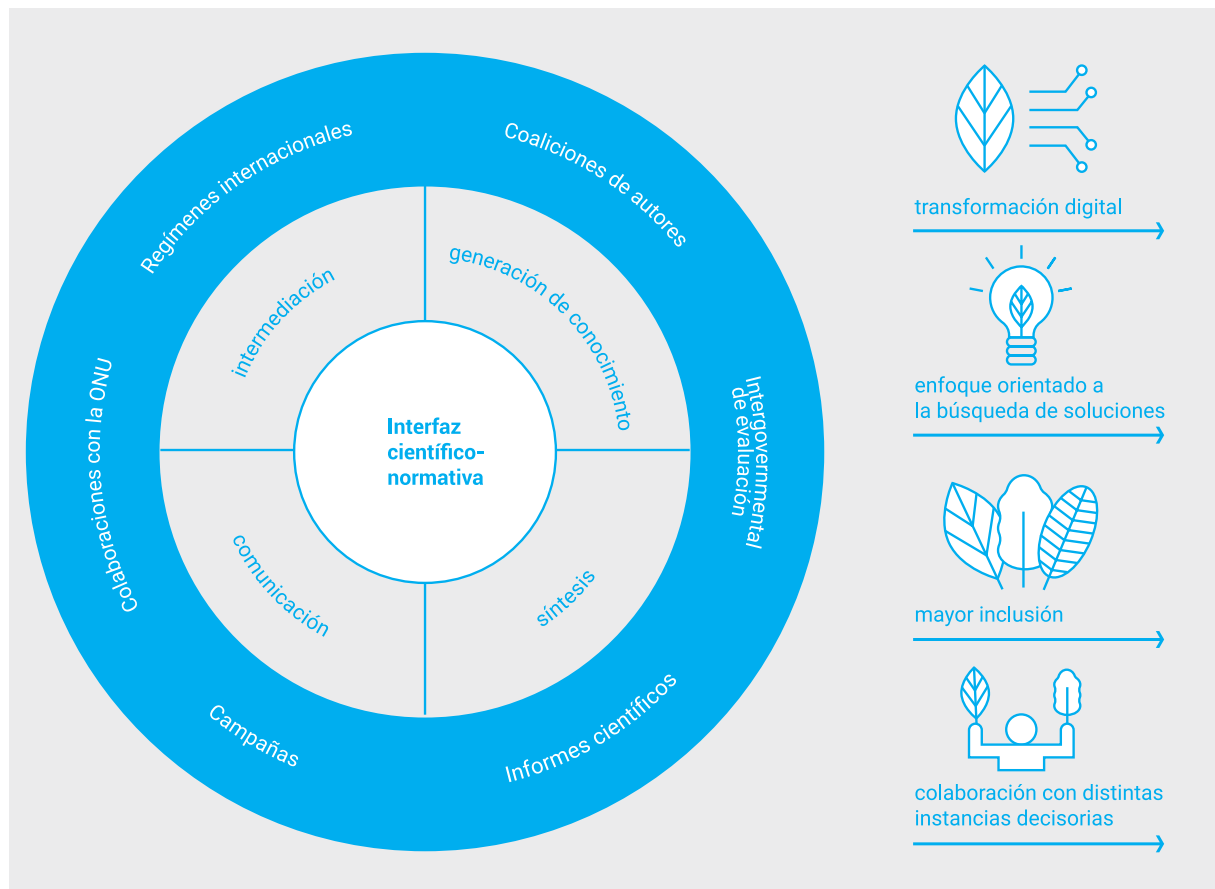 Regímenes internacionales
Coaliciones de autores
Intergovernmental
de evaluación
Informes científicos
Campañas
Colaboraciones con la ONU
intermediación
generación de conocimiento
síntesis
comunicación
Interfaz
científico-
normativa
transformación digital
enfoque orientado a
la búsqueda de soluciones
mayor inclusión
colaboración con distintas
instancias decisorias